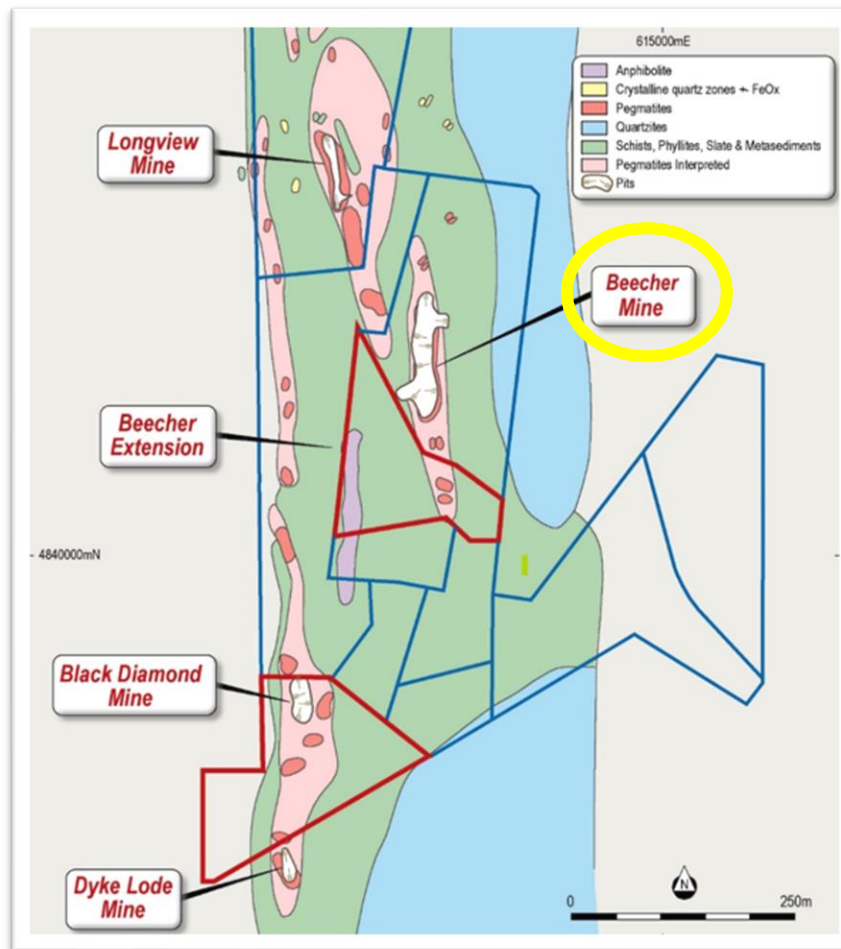 615000mE
Anphibolite
Crystalline quartz zones +- FeOx
Pegmatites
Quartzites
Schists, Phyllites, Slate & Metasediments
Pegmatites Interpreted
Pits
Longview
Mine
Beecher
Mine
Beecher
Extension
4840000mN
Black Diamond
Mine
Dyke Lode
Mine
N
0
250m